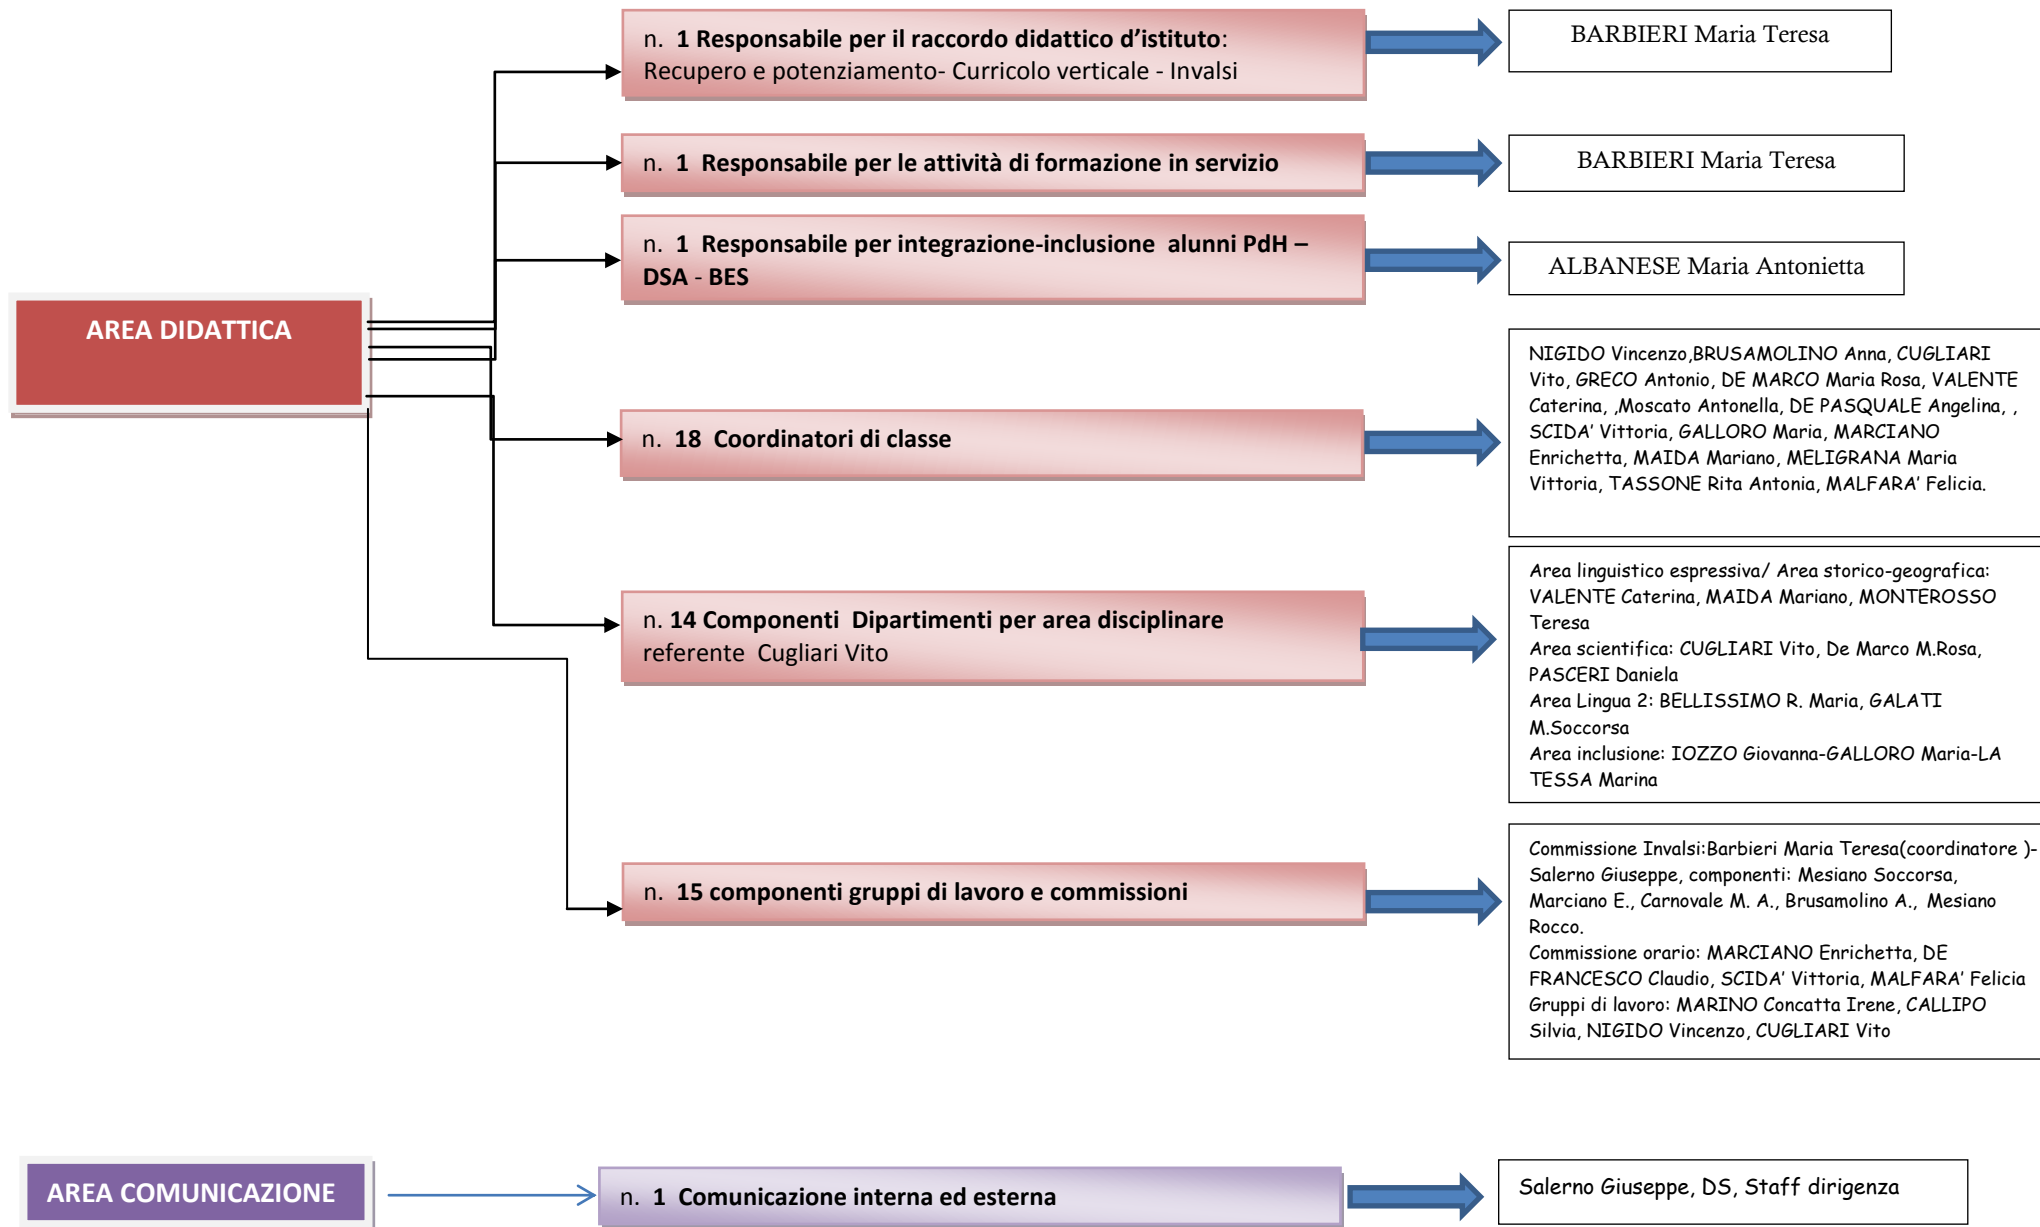 n. 1 Responsabile per il raccordo didattico d'istituto:
Recupero e potenziamento- Curricolo verticale - Invalsi
BARBIERI Maria Teresa
n. 1 Responsabile per le attività di formazione in servizio
BARBIERI Maria Teresa
n. 1 Responsabile per integrazione-inclusione alunni PdH –
DSA - BES
ALBANESE Maria Antonietta
AREA DIDATTICA
n. 18 Coordinatori di classe
NIGIDO Vincenzo,BRUSAMOLINO Anna, CUGLIARI
Vito, GRECO Antonio, DE MARCO Maria Rosa, VALENTE
Caterina, ,Moscato Antonella, DE PASQUALE Angelina, ,
SCIDA' Vittoria, GALLORO Maria, MARCIANO
Enrichetta, MAIDA Mariano, MELIGRANA Maria
Vittoria, TASSONE Rita Antonia, MALFARA' Felicia.
n. 14 Componenti Dipartimenti per area disciplinare
referente Cugliari Vito
Area linguistico espressiva/ Area storico-geografica:
VALENTE Caterina, MAIDA Mariano, MONTEROSSO
Teresa
Area scientifica: CUGLIARI Vito, De Marco M.Rosa,
PASCERI Daniela
Area Lingua 2: BELLISSIMO R. Maria, GALATI
M.Soccorsa
Area inclusione: IOZZO Giovanna-GALLORO Maria-LA
TESSA Marina
n. 15 componenti gruppi di lavoro e commissioni
Commissione Invalsi:Barbieri Maria Teresa(coordinatore )-
Salerno Giuseppe, componenti: Mesiano Soccorsa,
Marciano E., Carnovale M. A., Brusamolino A., Mesiano
Rocco.
Commissione orario: MARCIANO Enrichetta, DE
FRANCESCO Claudio, SCIDA' Vittoria, MALFARA' Felicia
Gruppi di lavoro: MARINO Concatta Irene, CALLIPO
Silvia, NIGIDO Vincenzo, CUGLIARI Vito
AREA COMUNICAZIONE
n. 1 Comunicazione interna ed esterna
Salerno Giuseppe, DS, Staff dirigenza